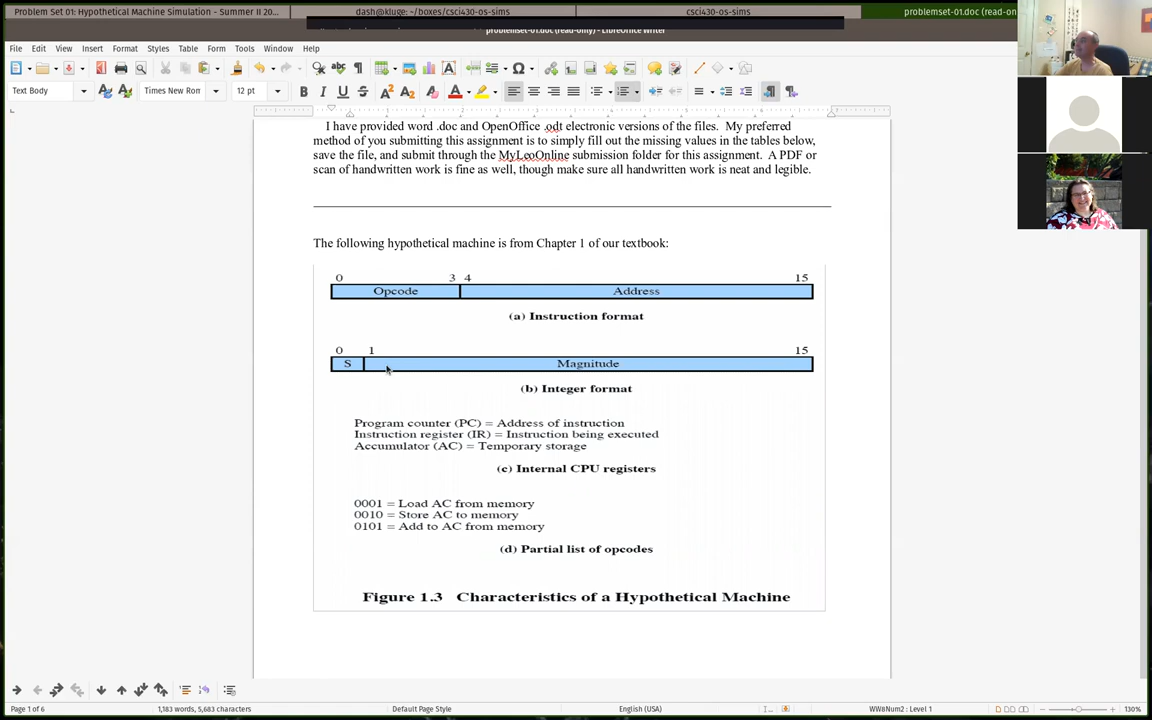 Problem Set 01: Hypothetical Machine Simulation - Summer II 20...
dash@kluge: ~/boxes/csci430-os-sims
csci430-os-sims
problemset-01.doc (read-on
problemset-01.doc (read-only) - LibreOffice Writer
File Edit View Insert Format Styles Table Form Tools Window Help
Text Body
Times New Rom
12 pt
I have provided word .doc and OpenOffice .odt electronic versions of the files. My preferred
method of you submitting this assignment is to simply fill out the missing values in the tables below,
save the file, and submit through the MyLeoOnline submission folder for this assignment. A PDF or
scan of handwritten work is fine as well, though make sure all handwritten work is neat and legible.
The following hypothetical machine is from Chapter 1 of our textbook:
0 3 4 15
Opcode Address
(a) Instruction format
0 1 15
S Magnitude
(b) Integer format
Program counter (PC) = Address of instruction
Instruction register (IR) = Instruction being executed
Accumulator (AC) = Temporary storage
(c) Internal CPU registers
0001 = Load AC from memory
0010 = Store AC to memory
0101 = Add to AC from memory
(d) Partial list of opcodes
Figure 1.3 Characteristics of a Hypothetical Machine
Page 1 of 6
1,183 words, 5,683 characters
Default Page Style
English (USA)
WW8Num2 : Level 1
130%